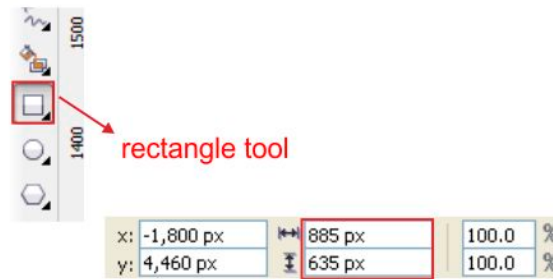 1500
1400
rectangle tool
x: -1,800 px 885 px 100.0 %
y: 4,460 px 635 px 100.0 %